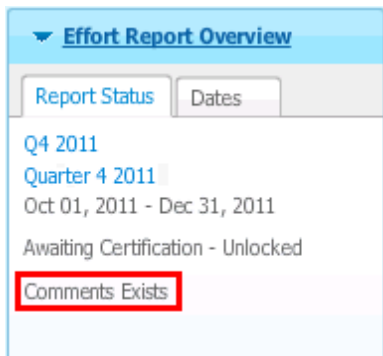 Effort Report Overview
Report Status Dates
Q4 2011
Quarter 4 2011
Oct 01, 2011 - Dec 31, 2011
Awaiting Certification - Unlocked
Comments Exists